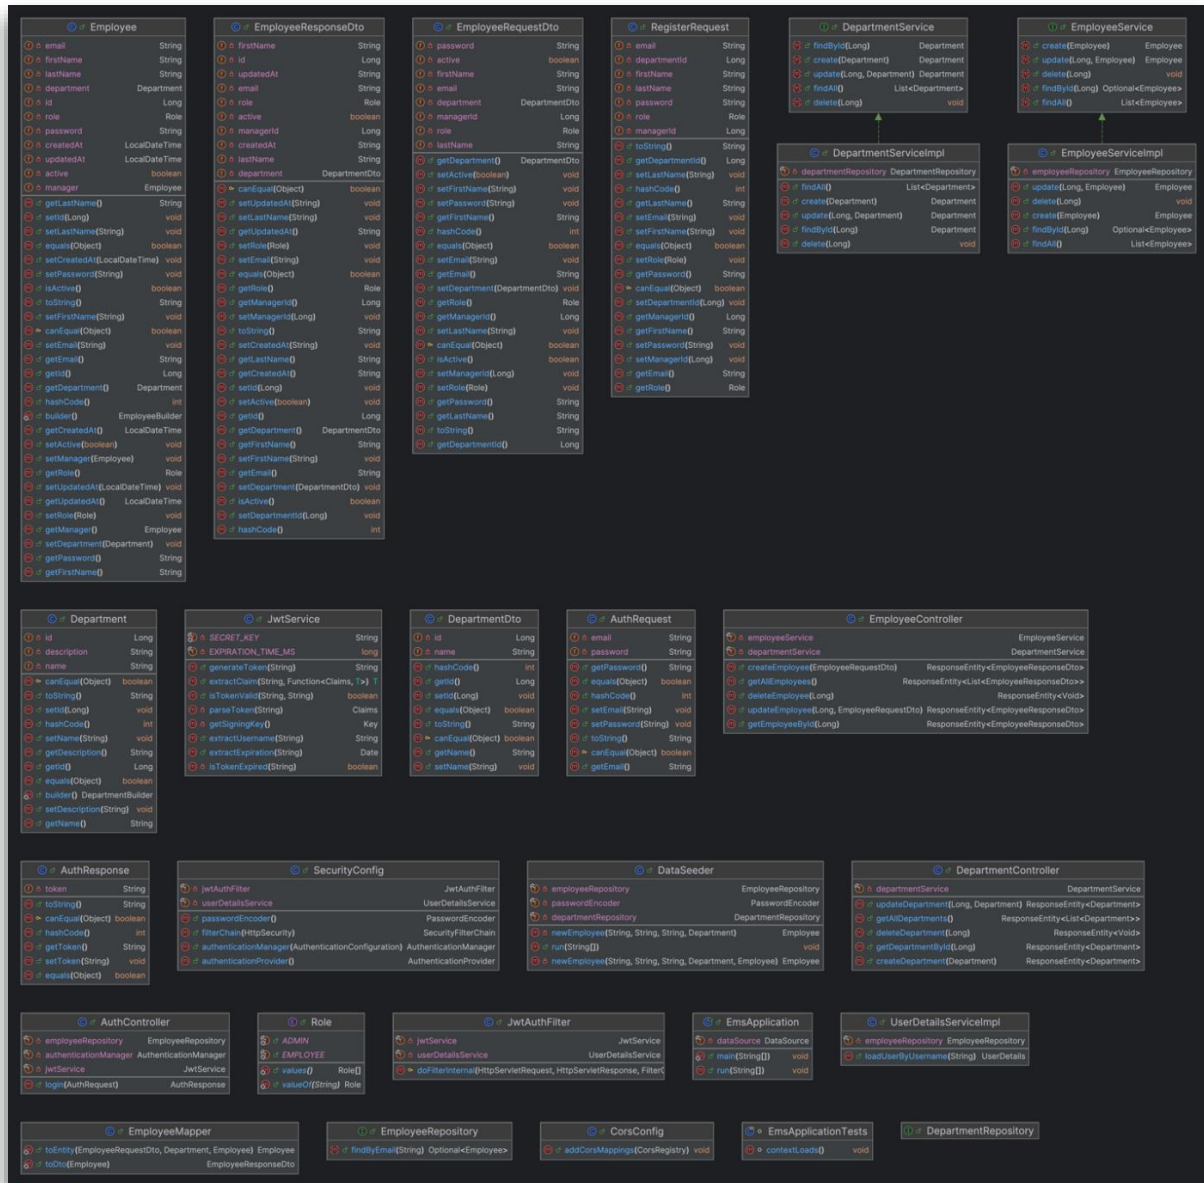 Employee
email String
firstName String
lastName String
department Department
id Long
role Role
password String
createdAt LocalDateTime
updatedAt LocalDateTime
active boolean
manager Employee
getLastName() String
setId(Long) void
setLastName(String) void
equals(Object) boolean
setCreatedAt(LocalDateTime) void
setPassword(String) void
isActive() boolean
toString() String
setFirstName(String) void
canEqual(Object) boolean
setEmail(String) void
getEmail() String
getId() Long
getDepartment() Department
hashCode() int
builder() EmployeeBuilder
getCreatedAt() LocalDateTime
setActive(boolean) void
setManager(Employee) void
getRole() Role
setUpdatedAt(LocalDateTime) void
getUpdatedAt() LocalDateTime
setRole(Role) void
getManager() Employee
setDepartment(Department) void
getPassword() String
getFirstName() String
EmployeeResponseDto
firstName String
id Long
updatedAt String
email String
role Role
active boolean
managerId Long
createdAt String
lastName String
department DepartmentDto
canEqual(Object) boolean
setUpdatedAt(String) void
setLastName(String) void
getUpdatedAt() String
setRole(Role) void
setEmail(String) void
equals(Object) boolean
getRole() Role
getManagerId() Long
setManagerId(Long) void
toString() String
setCreatedAt(String) void
getLastName() String
getCreatedAt() String
setId(Long) void
setActive(boolean) void
getId() Long
getDepartment() DepartmentDto
getFirstName() String
setFirstName(String) void
getEmail() String
setDepartment(DepartmentDto) void
isActive() boolean
setDepartmentId(Long) void
hashCode() int
EmployeeRequestDto
password String
active boolean
firstName String
email String
department DepartmentDto
managerId Long
role Role
lastName String
getDepartment() DepartmentDto
setActive(boolean) void
setFirstName(String) void
setPassword(String) void
getFirstName() String
hashCode() int
equals(Object) boolean
setEmail(String) void
getEmail() String
setDepartment(DepartmentDto) void
getRole() Role
getManagerId() Long
setLastName(String) void
canEqual(Object) boolean
isActive() boolean
setManagerId(Long) void
setRole(Role) void
getPassword() String
getLastName() String
toString() String
getDepartmentId() Long
RegisterRequest
email String
departmentId Long
firstName String
lastName String
password String
role Role
managerId Long
toString() String
getDepartmentId() Long
setLastName(String) void
hashCode() int
getLastName() String
setEmail(String) void
setFirstName(String) void
equals(Object) boolean
setRole(Role) void
getPassword() String
canEqual(Object) boolean
setDepartmentId(Long) void
getManagerId() Long
getFirstName() String
setPassword(String) void
setManagerId(Long) void
getEmail() String
getRole() Role
DepartmentService
findById(Long) Department
create(Department) Department
update(Long, Department) Department
findAll() List<Department>
delete(Long) void
EmployeeService
create(Employee) Employee
update(Long, Employee) Employee
delete(Long) void
findById(Long) Optional<Employee>
findAll() List<Employee>
DepartmentServiceImpl
departmentRepository DepartmentRepository
findAll() List<Department>
create(Department) Department
update(Long, Department) Department
findById(Long) Department
delete(Long) void
EmployeeServiceImpl
employeeRepository EmployeeRepository
update(Long, Employee) Employee
delete(Long) void
create(Employee) Employee
findById(Long) Optional<Employee>
findAll() List<Employee>
Department
id Long
description String
name String
canEqual(Object) boolean
toString() String
setId(Long) void
hashCode() int
setName(String) void
getDescription() String
getId() Long
equals(Object) boolean
builder() DepartmentBuilder
setDescription(String) void
getName() String
JwtService
SECRET_KEY String
EXPIRATION_TIME_MS long
generateToken(String) String
extractClaim(String, Function<Claims, T>) T
isTokenValid(String, String) boolean
parseToken(String) Claims
getSigningKey() Key
extractUsername(String) String
extractExpiration(String) Date
isTokenExpired(String) boolean
DepartmentDto
id Long
name String
hashCode() int
getId() Long
setId(Long) void
equals(Object) boolean
toString() String
canEqual(Object) boolean
getName() String
setName(String) void
AuthRequest
email String
password String
getPassword() String
equals(Object) boolean
hashCode() int
setEmail(String) void
setPassword(String) void
toString() String
canEqual(Object) boolean
getEmail() String
EmployeeController
employeeService EmployeeService
departmentService DepartmentService
createEmployee(EmployeeRequestDto) ResponseEntity<EmployeeResponseDto>
getAllEmployees() ResponseEntity<List<EmployeeResponseDto>>
deleteEmployee(Long) ResponseEntity<Void>
updateEmployee(Long, EmployeeRequestDto) ResponseEntity<EmployeeResponseDto>
getEmployeeById(Long) ResponseEntity<EmployeeResponseDto>
AuthResponse
token String
toString() String
canEqual(Object) boolean
hashCode() int
getToken() String
setToken(String) void
equals(Object) boolean
SecurityConfig
jwtAuthFilter JwtAuthFilter
userDetailsService UserDetailsService
passwordEncoder() PasswordEncoder
filterChain(HttpSecurity) SecurityFilterChain
authenticationManager(AuthenticationConfiguration) AuthenticationManager
authenticationProvider() AuthenticationProvider
DataSeeder
employeeRepository EmployeeRepository
passwordEncoder PasswordEncoder
departmentRepository DepartmentRepository
newEmployee(String, String, String, Department) Employee
run(String[]) void
newEmployee(String, String, String, Department, Employee) Employee
DepartmentController
departmentService DepartmentService
updateDepartment(Long, Department) ResponseEntity<Department>
getAllDepartments() ResponseEntity<List<Department>>
deleteDepartment(Long) ResponseEntity<Void>
getDepartmentById(Long) ResponseEntity<Department>
createDepartment(Department) ResponseEntity<Department>
AuthController
employeeRepository EmployeeRepository
authenticationManager AuthenticationManager
jwtService JwtService
login(AuthRequest) AuthResponse
Role
ADMIN
EMPLOYEE
values() Role[]
valueOf(String) Role
JwtAuthFilter
jwtService JwtService
userDetailsService UserDetailsService
doFilterInternal(HttpServletRequest, HttpServletResponse, Filter
EmsApplication
dataSource DataSource
main(String[]) void
run(String[]) void
UserDetailsServiceImpl
employeeRepository EmployeeRepository
loadUserByUsername(String) UserDetails
EmployeeMapper
toEntity(EmployeeRequestDto, Department, Employee) Employee
toDto(Employee) EmployeeResponseDto
EmployeeRepository
findByEmail(String) Optional<Employee>
CorsConfig
addCorsMappings(CorsRegistry) void
EmsApplicationTests
contextLoads() void
DepartmentRepository